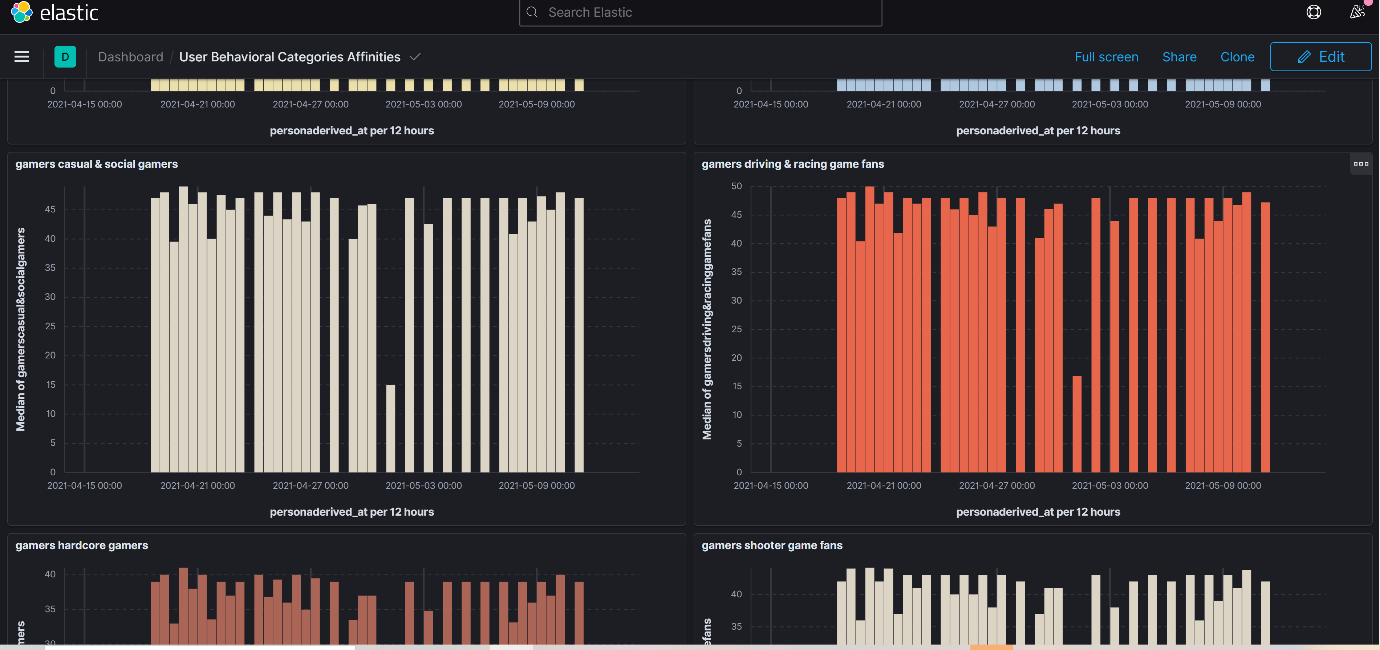 elastic
Search Elastic
D
Dashboard / User Behavioral Categories Affinities
Full screen
Share
Clone
Edit
0
2021-04-15 00:00 2021-04-21 00:00 2021-04-27 00:00 2021-05-03 00:00 2021-05-09 00:00
personaderived_at per 12 hours
0
2021-04-15 00:00 2021-04-21 00:00 2021-04-27 00:00 2021-05-03 00:00 2021-05-09 00:00
personaderived_at per 12 hours
gamers casual & social gamers
Median of gamerscasual&socialgamers
45
40
35
30
25
20
15
10
5
0
2021-04-15 00:00 2021-04-21 00:00 2021-04-27 00:00 2021-05-03 00:00 2021-05-09 00:00
personaderived_at per 12 hours
gamers driving & racing game fans
Median of gamersdriving&racinggamefans
50
45
40
35
30
25
20
15
10
5
0
2021-04-15 00:00 2021-04-21 00:00 2021-04-27 00:00 2021-05-03 00:00 2021-05-09 00:00
personaderived_at per 12 hours
gamers hardcore gamers
mers
40
35
30
gamers shooter game fans
efans
40
35